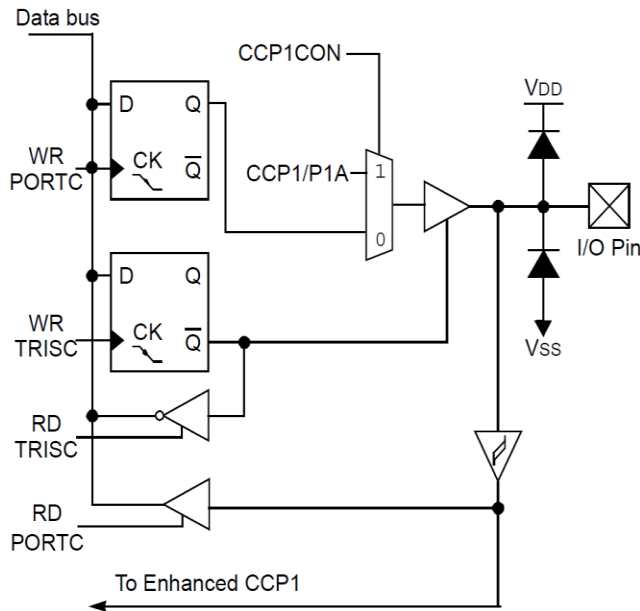 Data bus
D Q
WR
PORTC
CK Q
CCP1CON
CCP1/P1A
1
0
VDD
I/O Pin
VSS
D Q
WR
TRISC
CK Q
RD
TRISC
RD
PORTC
To Enhanced CCP1